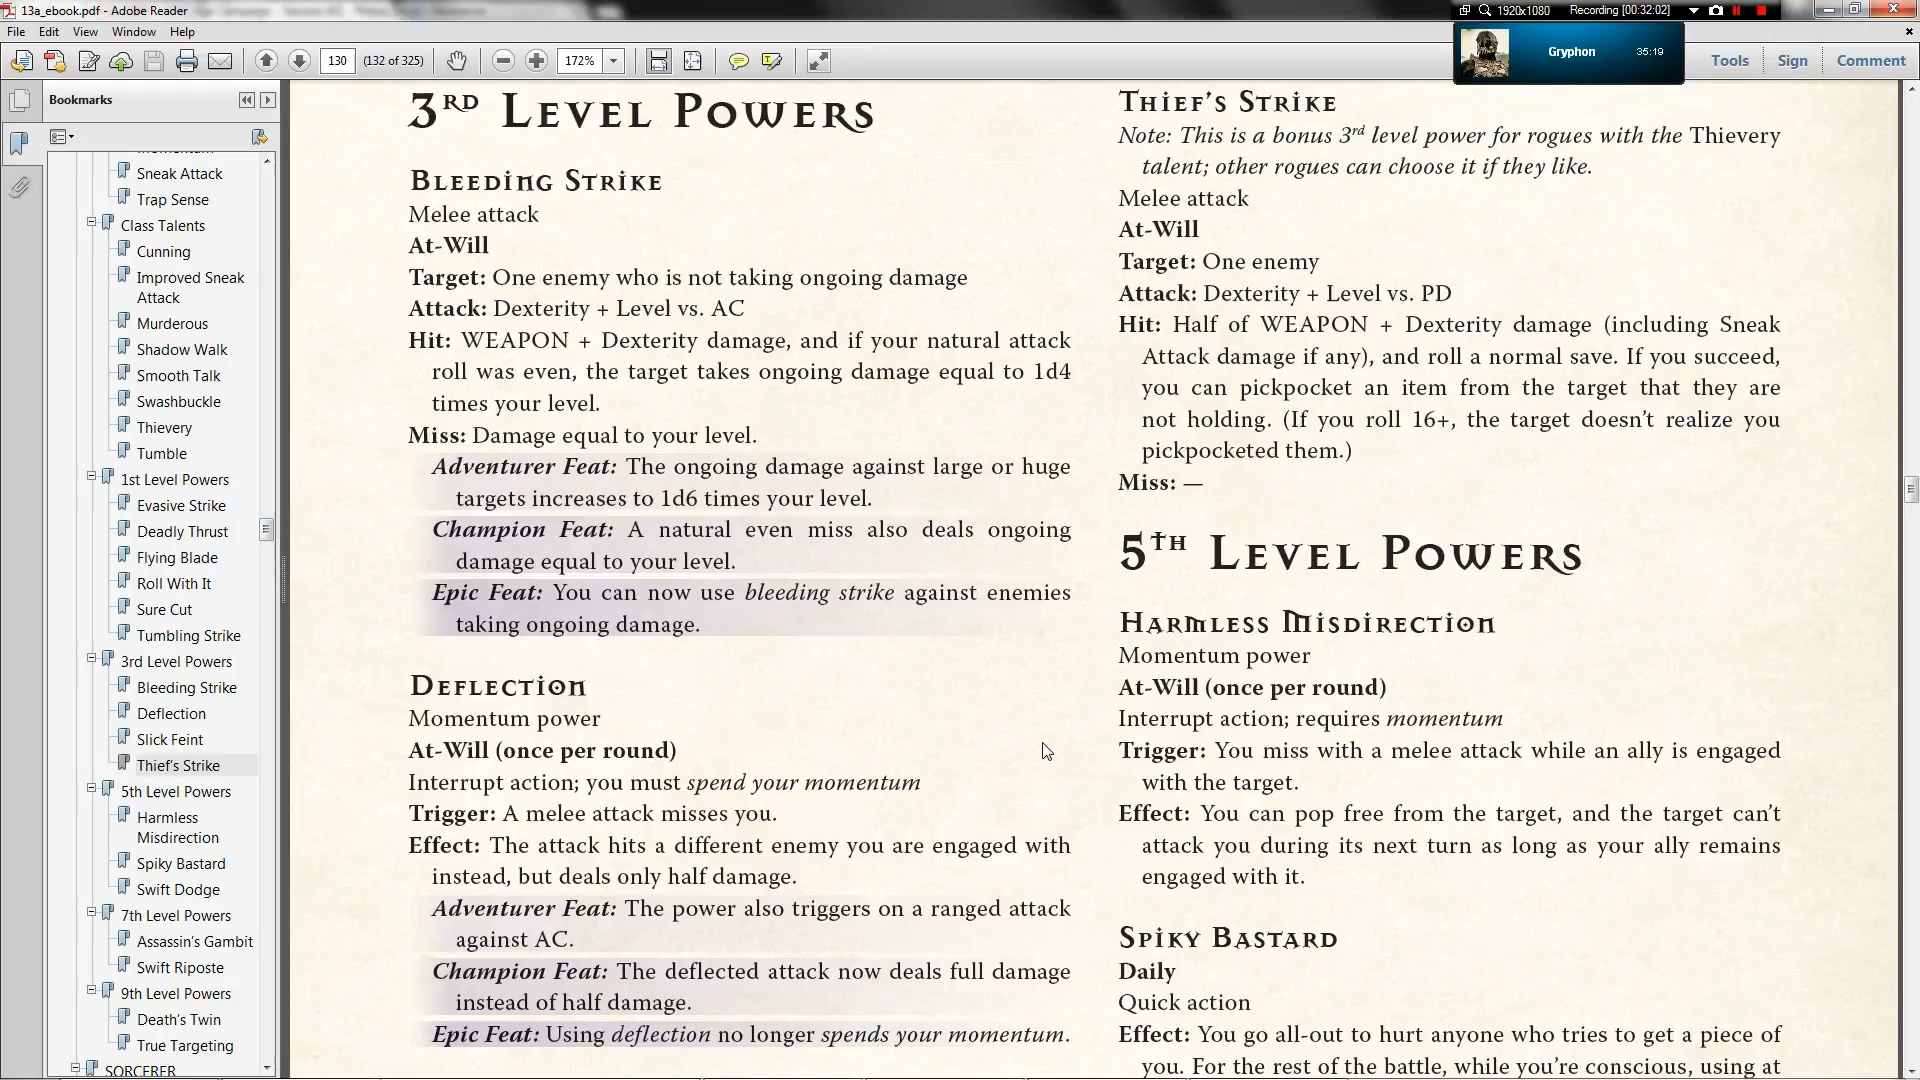 13a_ebook.pdf - Adobe Reader
1920x1080
Recording [00:32:02]
File Edit View Window Help
Gryphon 35:19
130 (132 of 325)
172%
Tools Sign Comment
Bookmarks
Sneak Attack
Trap Sense
Class Talents
Cunning
Improved Sneak
Attack
Murderous
Shadow Walk
Smooth Talk
Swashbuckle
Thievery
Tumble
1st Level Powers
Evasive Strike
Deadly Thrust
Flying Blade
Roll With It
Sure Cut
Tumbling Strike
3rd Level Powers
Bleeding Strike
Deflection
Slick Feint
Thief's Strike
5th Level Powers
Harmless
Misdirection
Spiky Bastard
Swift Dodge
7th Level Powers
Assassin's Gambit
Swift Riposte
9th Level Powers
Death's Twin
True Targeting
SORCERER
3RD LEVEL POWERS
BLEEDING STRIKE
Melee attack
At-Will
Target: One enemy who is not taking ongoing damage
Attack: Dexterity + Level vs. AC
Hit: WEAPON + Dexterity damage, and if your natural attack
roll was even, the target takes ongoing damage equal to 1d4
times your level.
Miss: Damage equal to your level.
Adventurer Feat: The ongoing damage against large or huge
targets increases to 1d6 times your level.
Champion Feat: A natural even miss also deals ongoing
damage equal to your level.
Epic Feat: You can now use bleeding strike against enemies
taking ongoing damage.
DEFLECTION
Momentum power
At-Will (once per round)
Interrupt action; you must spend your momentum
Trigger: A melee attack misses you.
Effect: The attack hits a different enemy you are engaged with
instead, but deals only half damage.
Adventurer Feat: The power also triggers on a ranged attack
against AC.
Champion Feat: The deflected attack now deals full damage
instead of half damage.
Epic Feat: Using deflection no longer spends your momentum.
THIEF'S STRIKE
Note: This is a bonus 3rd level power for rogues with the Thievery
talent; other rogues can choose it if they like.
Melee attack
At-Will
Target: One enemy
Attack: Dexterity + Level vs. PD
Hit: Half of WEAPON + Dexterity damage (including Sneak
Attack damage if any), and roll a normal save. If you succeed,
you can pickpocket an item from the target that they are
not holding. (If you roll 16+, the target doesn't realize you
pickpocketed them.)
Miss: —
5TH LEVEL POWERS
HARMLESS MISDIRECTION
Momentum power
At-Will (once per round)
Interrupt action; requires momentum
Trigger: You miss with a melee attack while an ally is engaged
with the target.
Effect: You can pop free from the target, and the target can't
attack you during its next turn as long as your ally remains
engaged with it.
SPIKY BASTARD
Daily
Quick action
Effect: You go all-out to hurt anyone who tries to get a piece of
you. For the rest of the battle, while you're conscious, using at